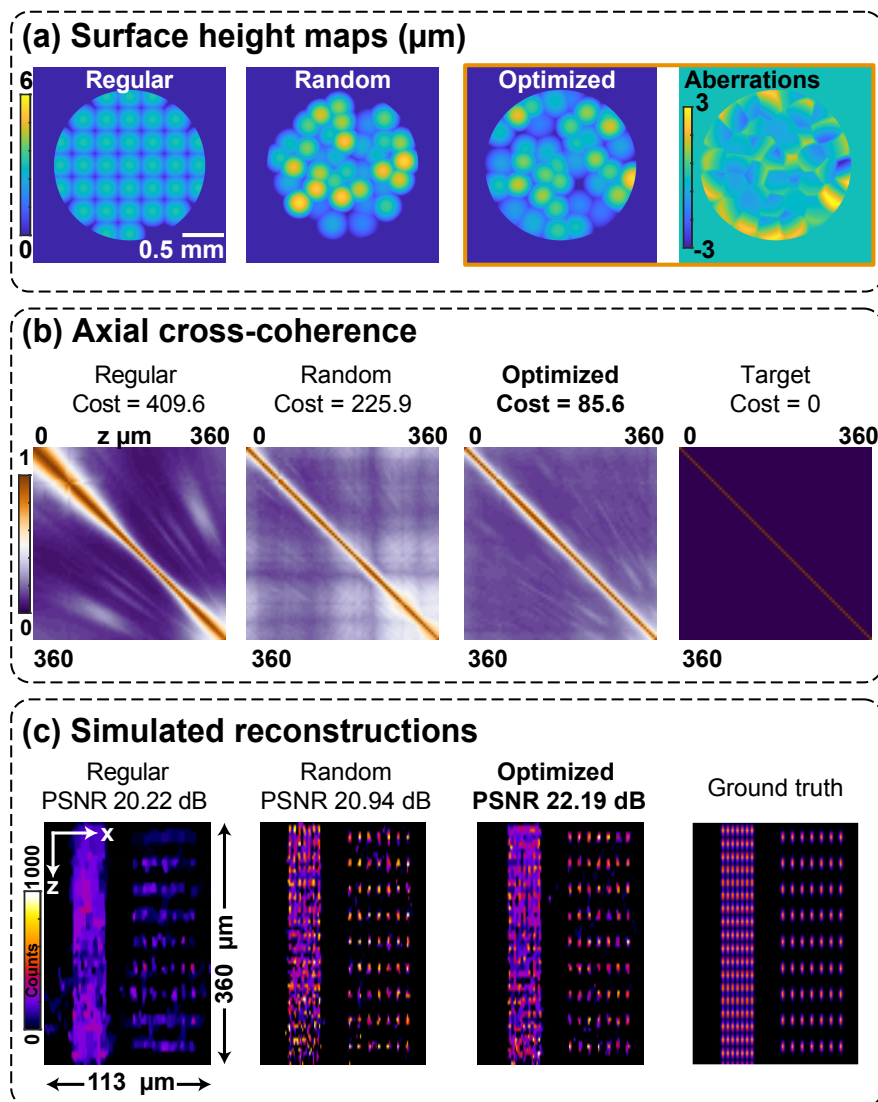 (a) Surface height maps (µm)
6
Regular
Random
Optimized
Aberrations
3
0.5 mm
0
-3
(b) Axial cross-coherence
Regular
Random
Optimized
Target
Cost = 409.6
Cost = 225.9
Cost = 85.6
Cost = 0
0 z µm 360
0 360
0 360
0 360
1
0
360
360
360
360
(c) Simulated reconstructions
Regular
Random
Optimized
Ground truth
PSNR 20.22 dB
PSNR 20.94 dB
PSNR 22.19 dB
x
z
1000
Counts
0
360 µm
113 µm